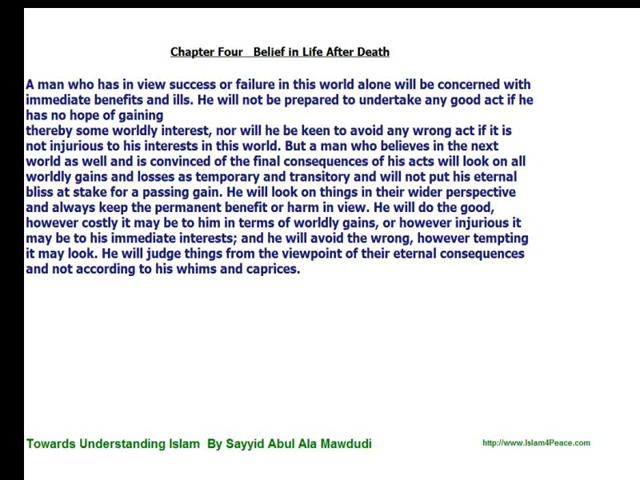 Chapter Four   Belief in Life After Death
A man who has in view success or failure in this world alone will be concerned with
immediate benefits and ills. He will not be prepared to undertake any good act if he
has no hope of gaining
thereby some worldly interest, nor will he be keen to avoid any wrong act if it is
not injurious to his interests in this world. But a man who believes in the next
world as well and is convinced of the final consequences of his acts will look on all
worldly gains and losses as temporary and transitory and will not put his eternal
bliss at stake for a passing gain. He will look on things in their wider perspective
and always keep the permanent benefit or harm in view. He will do the good,
however costly it may be to him in terms of worldly gains, or however injurious it
may be to his immediate interests; and he will avoid the wrong, however tempting
it may look. He will judge things from the viewpoint of their eternal consequences
and not according to his whims and caprices.
Towards Understanding Islam  By Sayyid Abul Ala Mawdudi
http://www.Islam4Peace.com